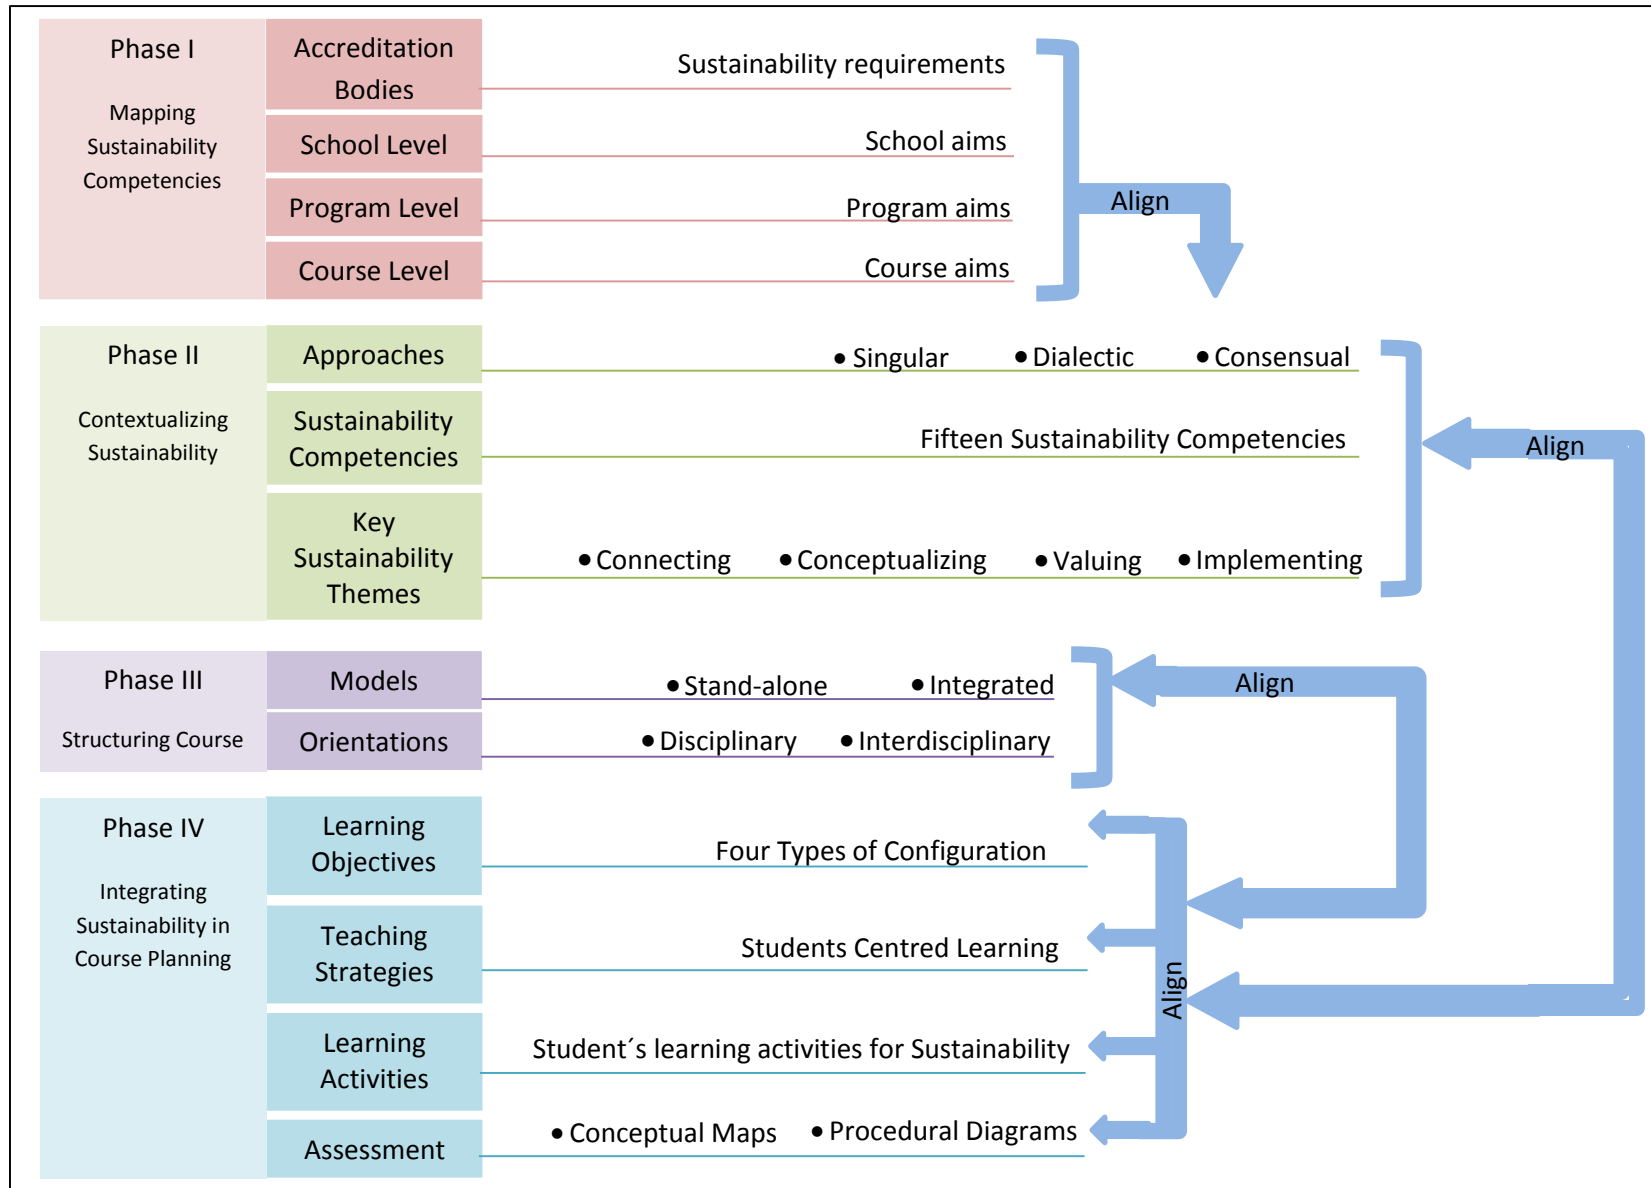 Phase I
Mapping
Sustainability
Competencies
Accreditation
Bodies
Sustainability requirements
School Level
School aims
Program Level
Program aims
Course Level
Course aims
Align
Phase II
Contextualizing
Sustainability
Approaches
• Singular • Dialectic • Consensual
Sustainability
Competencies
Fifteen Sustainability Competencies
Key
Sustainability
Themes
• Connecting • Conceptualizing • Valuing • Implementing
Align
Phase III
Structuring Course
Models
• Stand-alone • Integrated
Orientations
• Disciplinary • Interdisciplinary
Align
Phase IV
Integrating
Sustainability in
Course Planning
Learning
Objectives
Four Types of Configuration
Teaching
Strategies
Students Centred Learning
Learning
Activities
Student´s learning activities for Sustainability
Assessment
• Conceptual Maps • Procedural Diagrams
Align